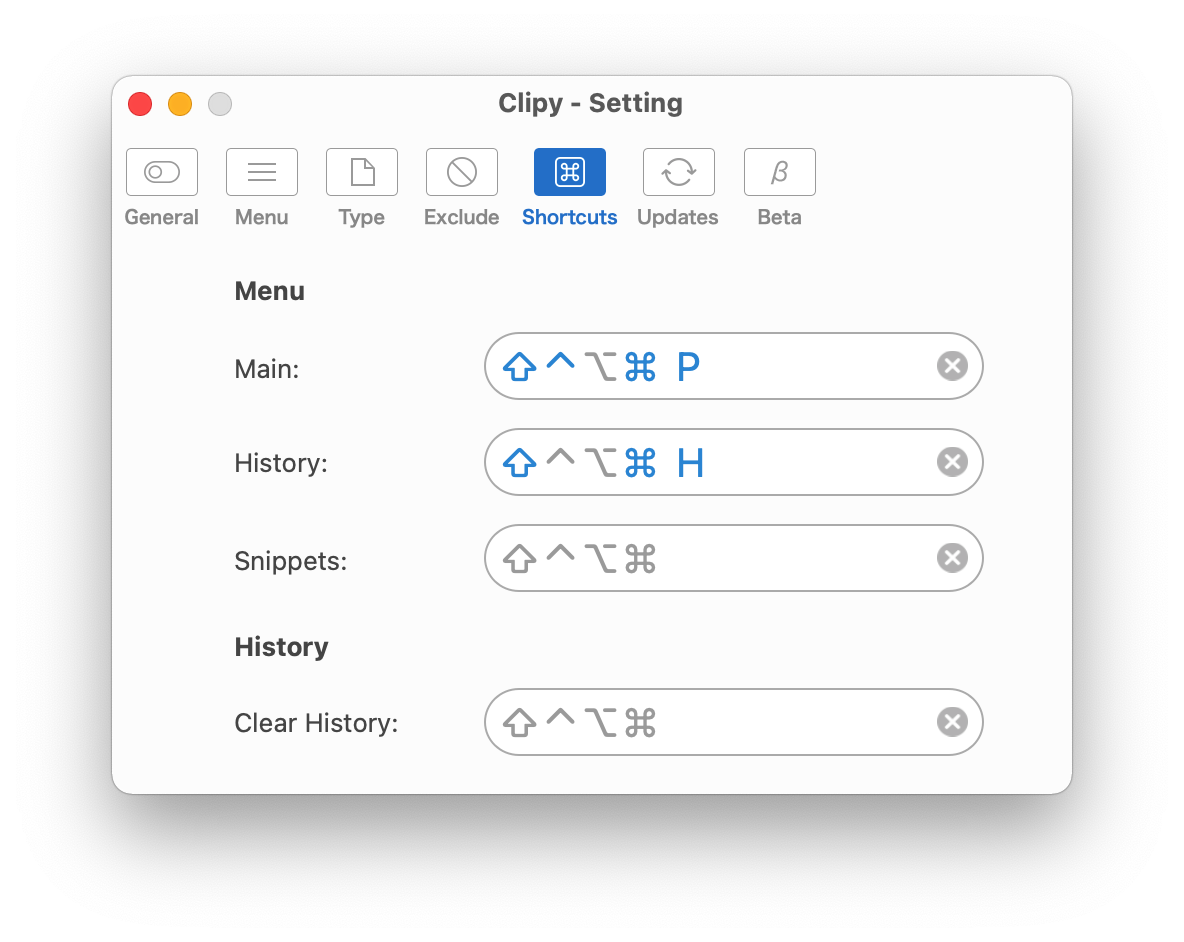 Clipy - Setting
β
General Menu Type Exclude Shortcuts Updates Beta
Menu
Main: ⇧⌃⌥⌘ P
History: ⇧⌃⌥⌘ H
Snippets: ⇧⌃⌥⌘
History
Clear History: ⇧⌃⌥⌘